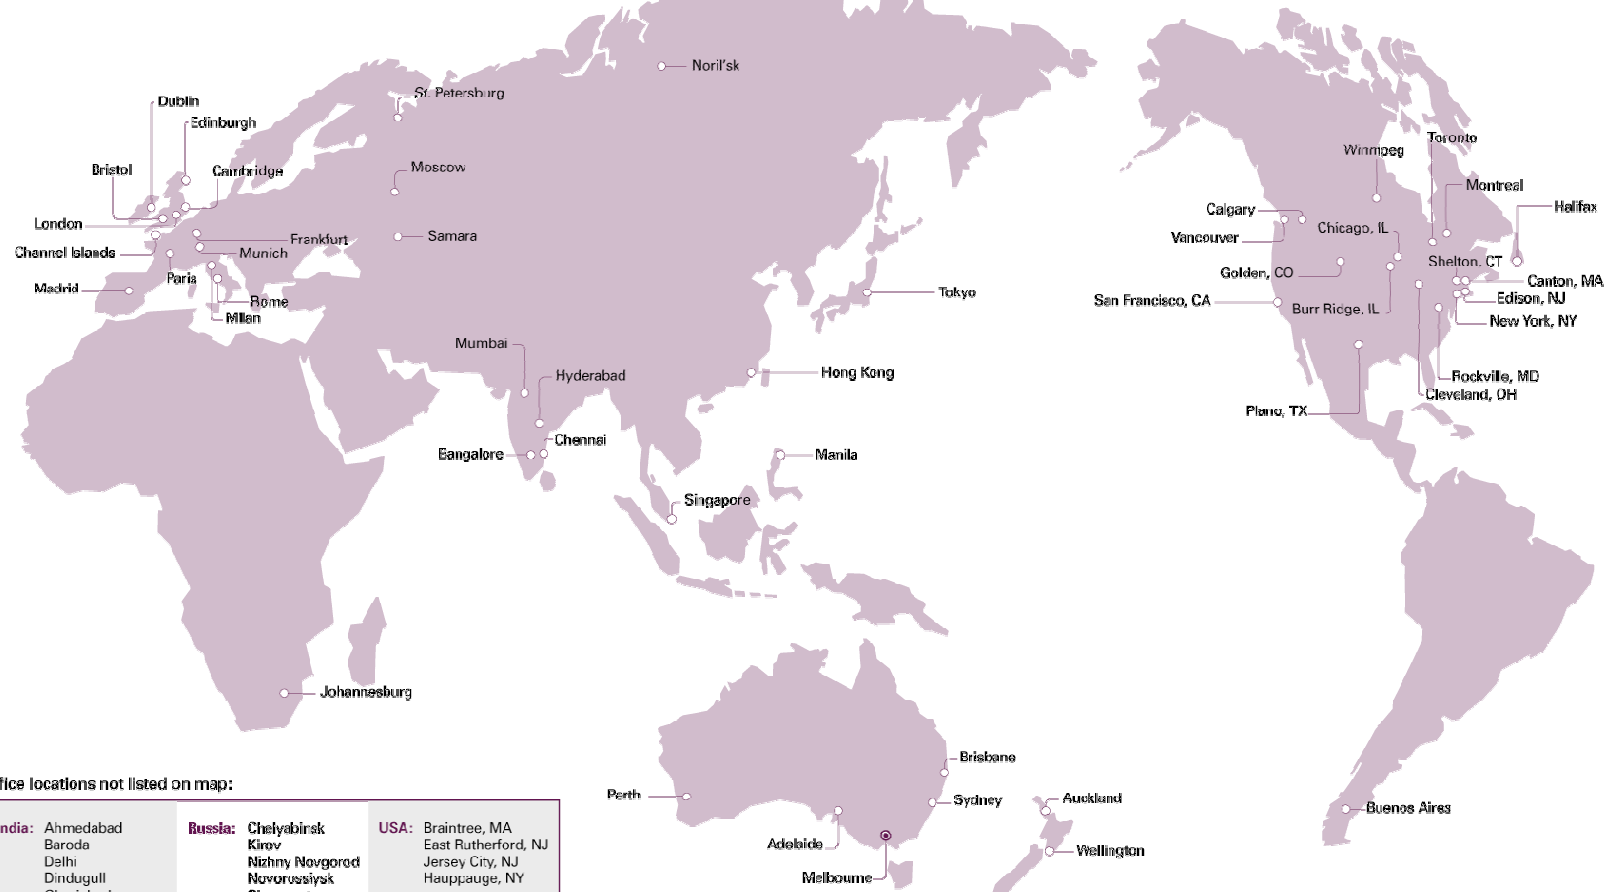 Noril'sk
St. Petersburg
Dublin
Edinburgh
Toronto
Winnipeg
Moscow
Bristol
Cambridge
Montreal
Halifax
Calgary
London
Chicago, IL
Samara
Vancouver
Frankfurt
Channel Islands
Munich
Shelton, CT
Golden, CO
Paris
Canton, MA
Madrid
Tokyo
Edison, NJ
Rome
San Francisco, CA
Burr Ridge, IL
Milan
New York, NY
Mumbai
Hong Kong
Hyderabad
Rockville, MD
Cleveland, OH
Plano, TX
Chennai
Bangalore
Manila
Singapore
Johannesburg
Brisbane
fice locations not listed on map:
Perth
Sydney
Auckland
Buenos Aires
Adelaide
Wellington
Melbourne
ndia: Ahmedabad
Baroda
Delhi
Dindugull
Russia: Chelyabinsk
Kirov
Nizhny Novgorod
Novorossiysk
USA: Braintree, MA
East Rutherford, NJ
Jersey City, NJ
Hauppauge, NY